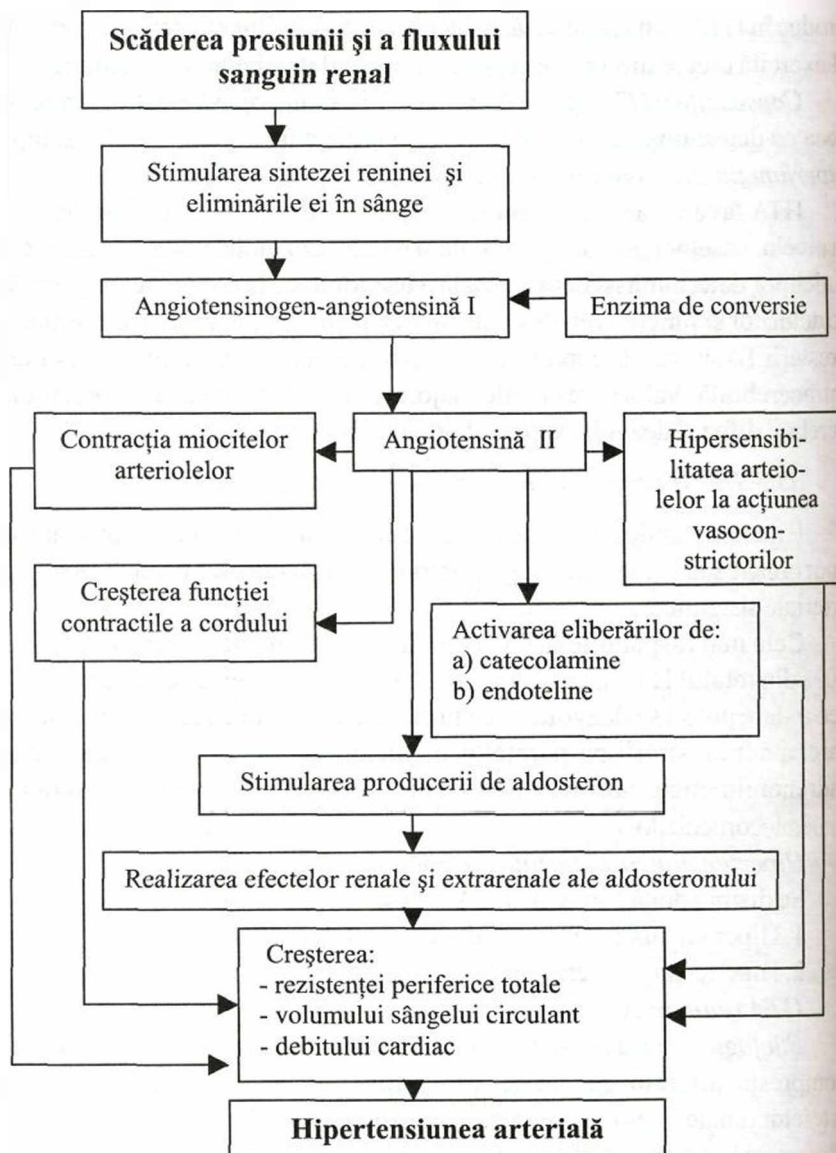 Scăderea presiunii şi a fluxului
sanguin renal
Stimularea sintezei reninei şi
eliminările ei în sânge
Angiotensinogen-angiotensină I
Enzima de conversie
Contracţia miocitelor
arteriolelor
Angiotensină II
Hipersensibi-
litatea arteio-
lelor la acţiunea
vasocon-
strictorilor
Creşterea funcţiei
contractile a cordului
Activarea eliberărilor de:
a) catecolamine
b) endoteline
Stimularea producerii de aldosteron
Realizarea efectelor renale şi extrarenale ale aldosteronului
Creşterea:
- rezistenţei periferice totale
- volumului sângelui circulant
- debitului cardiac
Hipertensiunea arterială